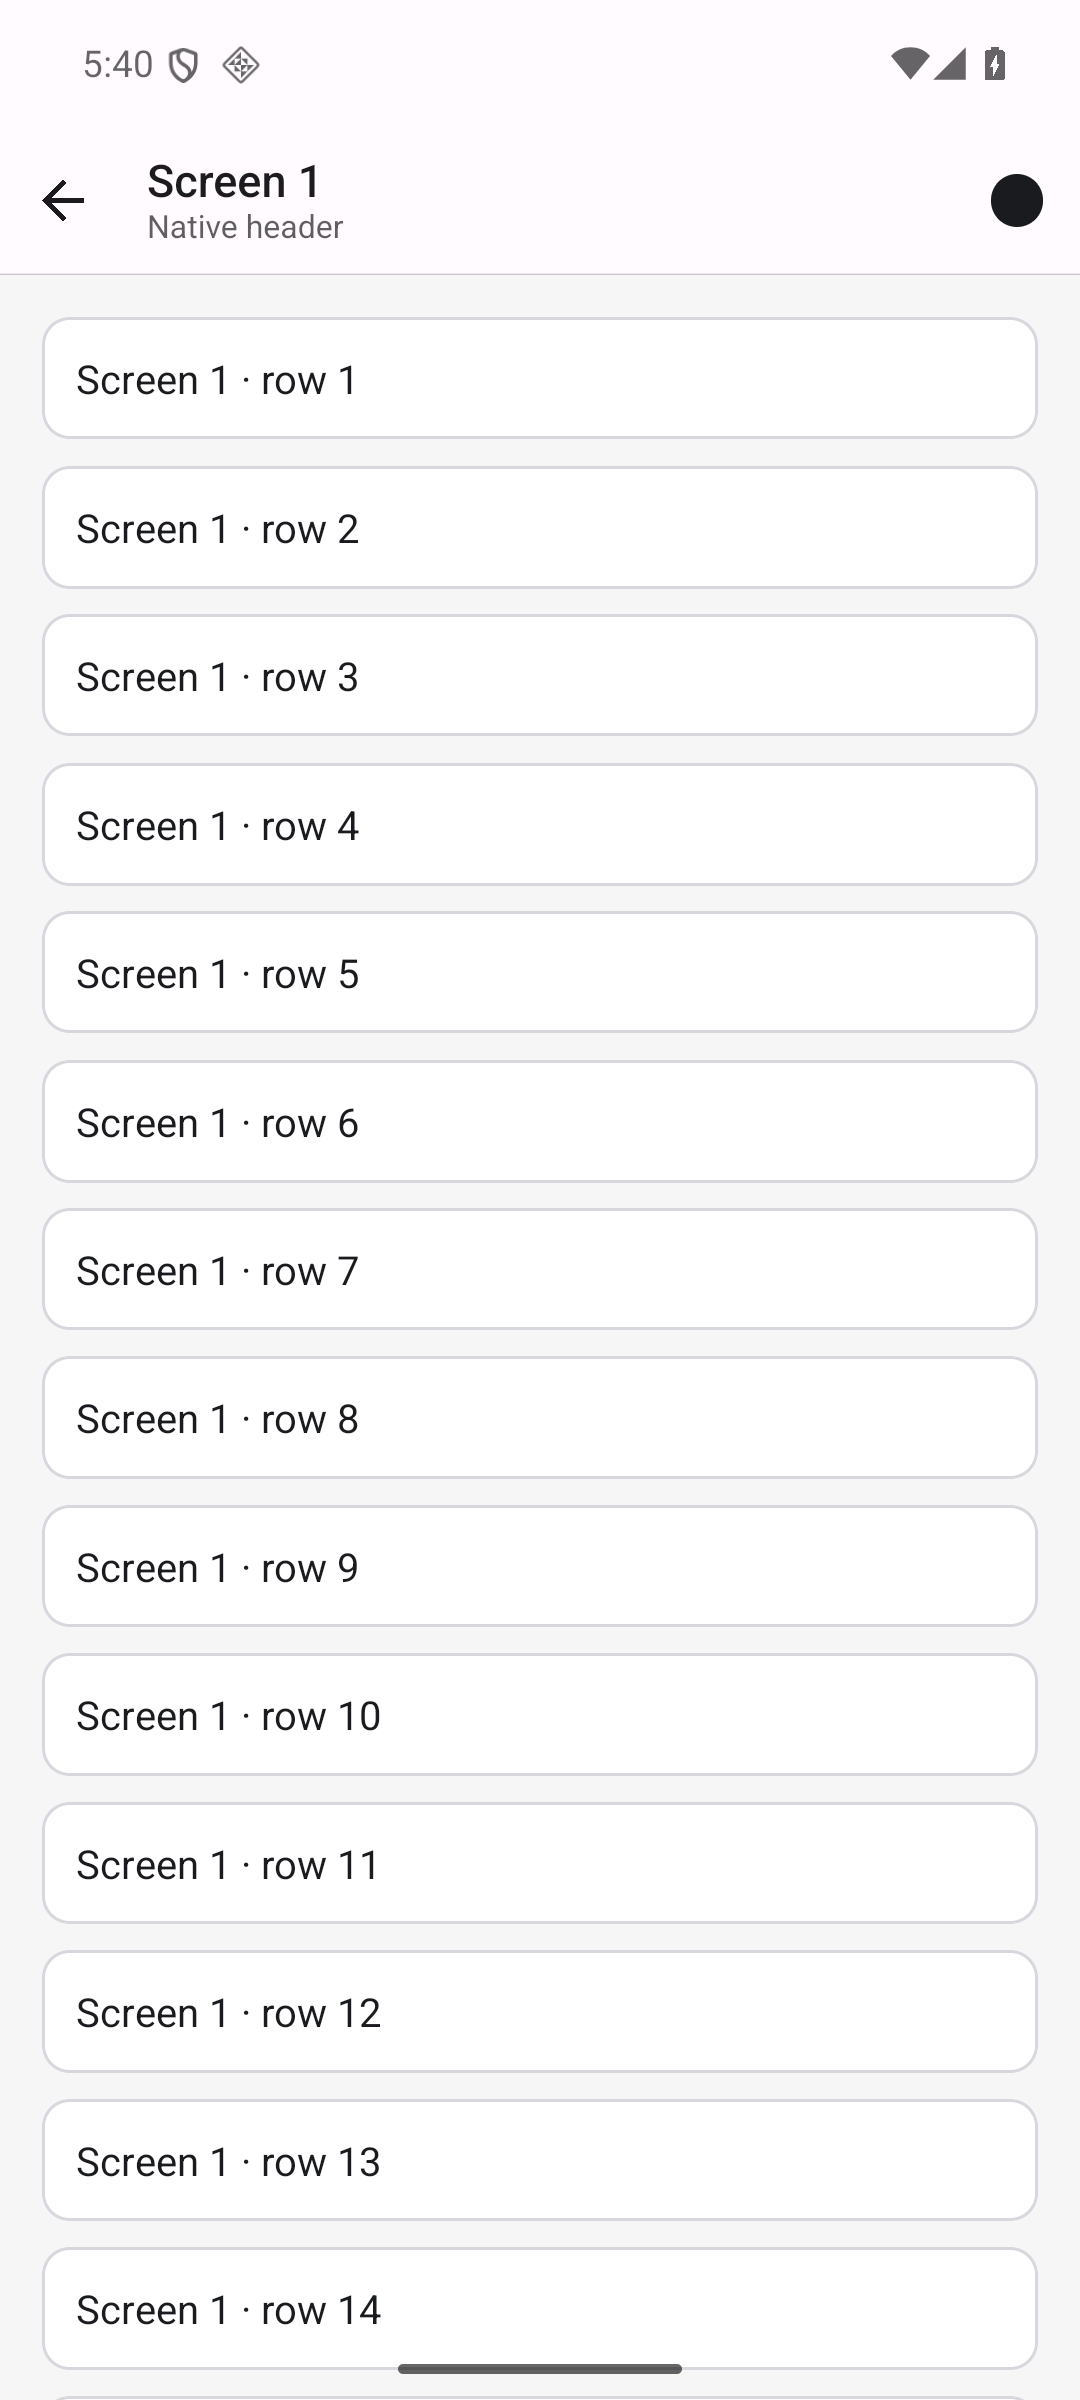 5:40
Screen 1
Native header
Screen 1 · row 1
Screen 1 · row 2
Screen 1 · row 3
Screen 1 · row 4
Screen 1 · row 5
Screen 1 · row 6
Screen 1 · row 7
Screen 1 · row 8
Screen 1 · row 9
Screen 1 · row 10
Screen 1 · row 11
Screen 1 · row 12
Screen 1 · row 13
Screen 1 · row 14